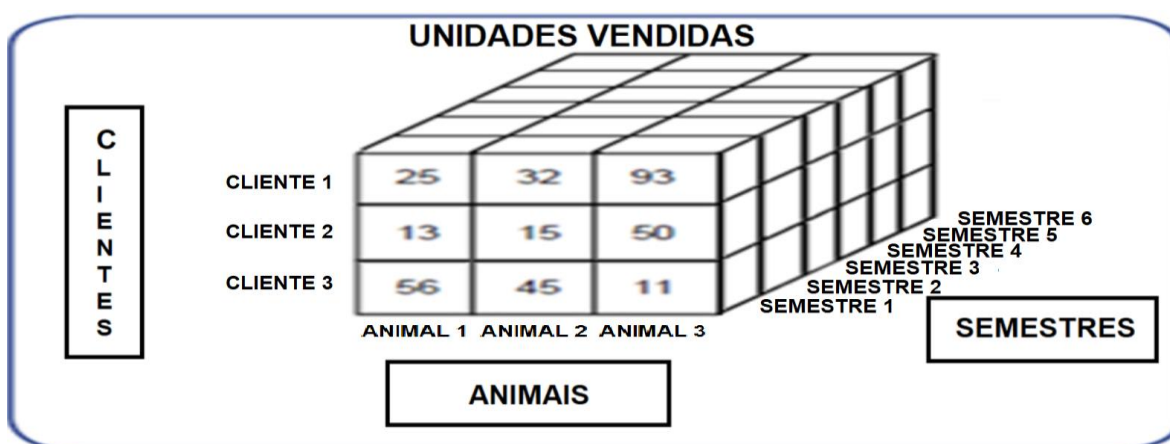 UNIDADES VENDIDAS
CLIENTES
CLIENTE 1 25 32 93
CLIENTE 2 13 15 50
CLIENTE 3 56 45 11
ANIMAL 1 ANIMAL 2 ANIMAL 3
SEMESTRE 6
SEMESTRE 5
SEMESTRE 4
SEMESTRE 3
SEMESTRE 2
SEMESTRE 1
SEMESTRES
ANIMAIS